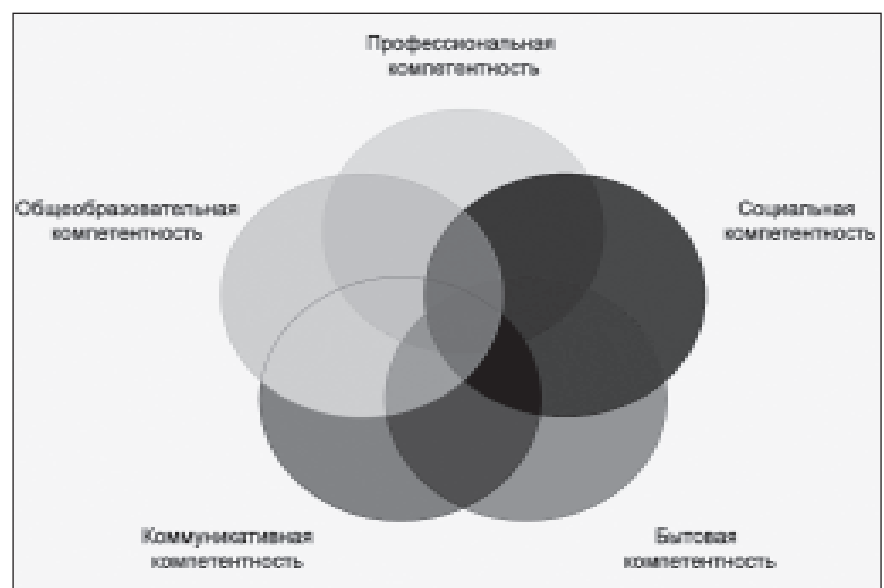 Профессиональная
компетентность
Общеобразовательная
компетентность
Социальная
компетентность
Коммуникативная
компетентность
Бытовая
компетентность